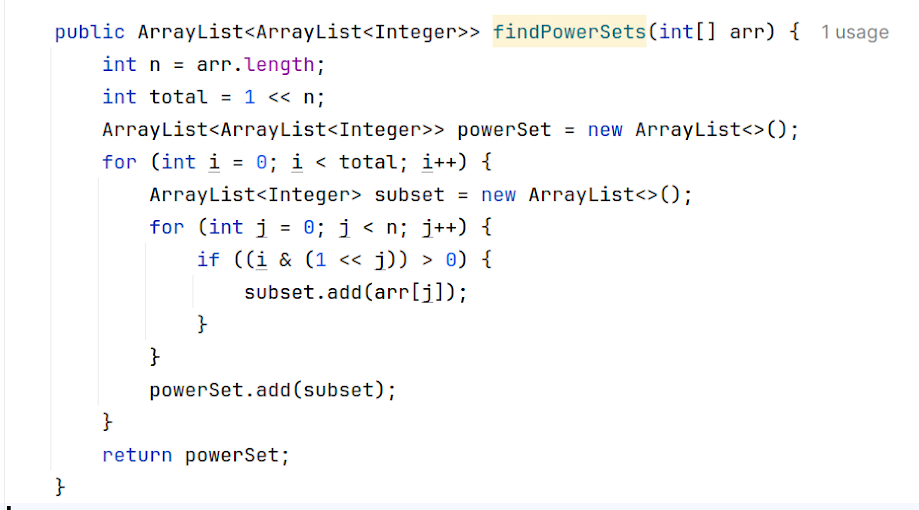 public ArrayList<ArrayList<Integer>> findPowerSets(int[] arr) { 1 usage
    int n = arr.length;
    int total = 1 << n;
    ArrayList<ArrayList<Integer>> powerSet = new ArrayList<>();
    for (int i = 0; i < total; i++) {
        ArrayList<Integer> subset = new ArrayList<>();
        for (int j = 0; j < n; j++) {
            if ((i & (1 << j)) > 0) {
                subset.add(arr[j]);
            }
        }
        powerSet.add(subset);
    }
    return powerSet;
}